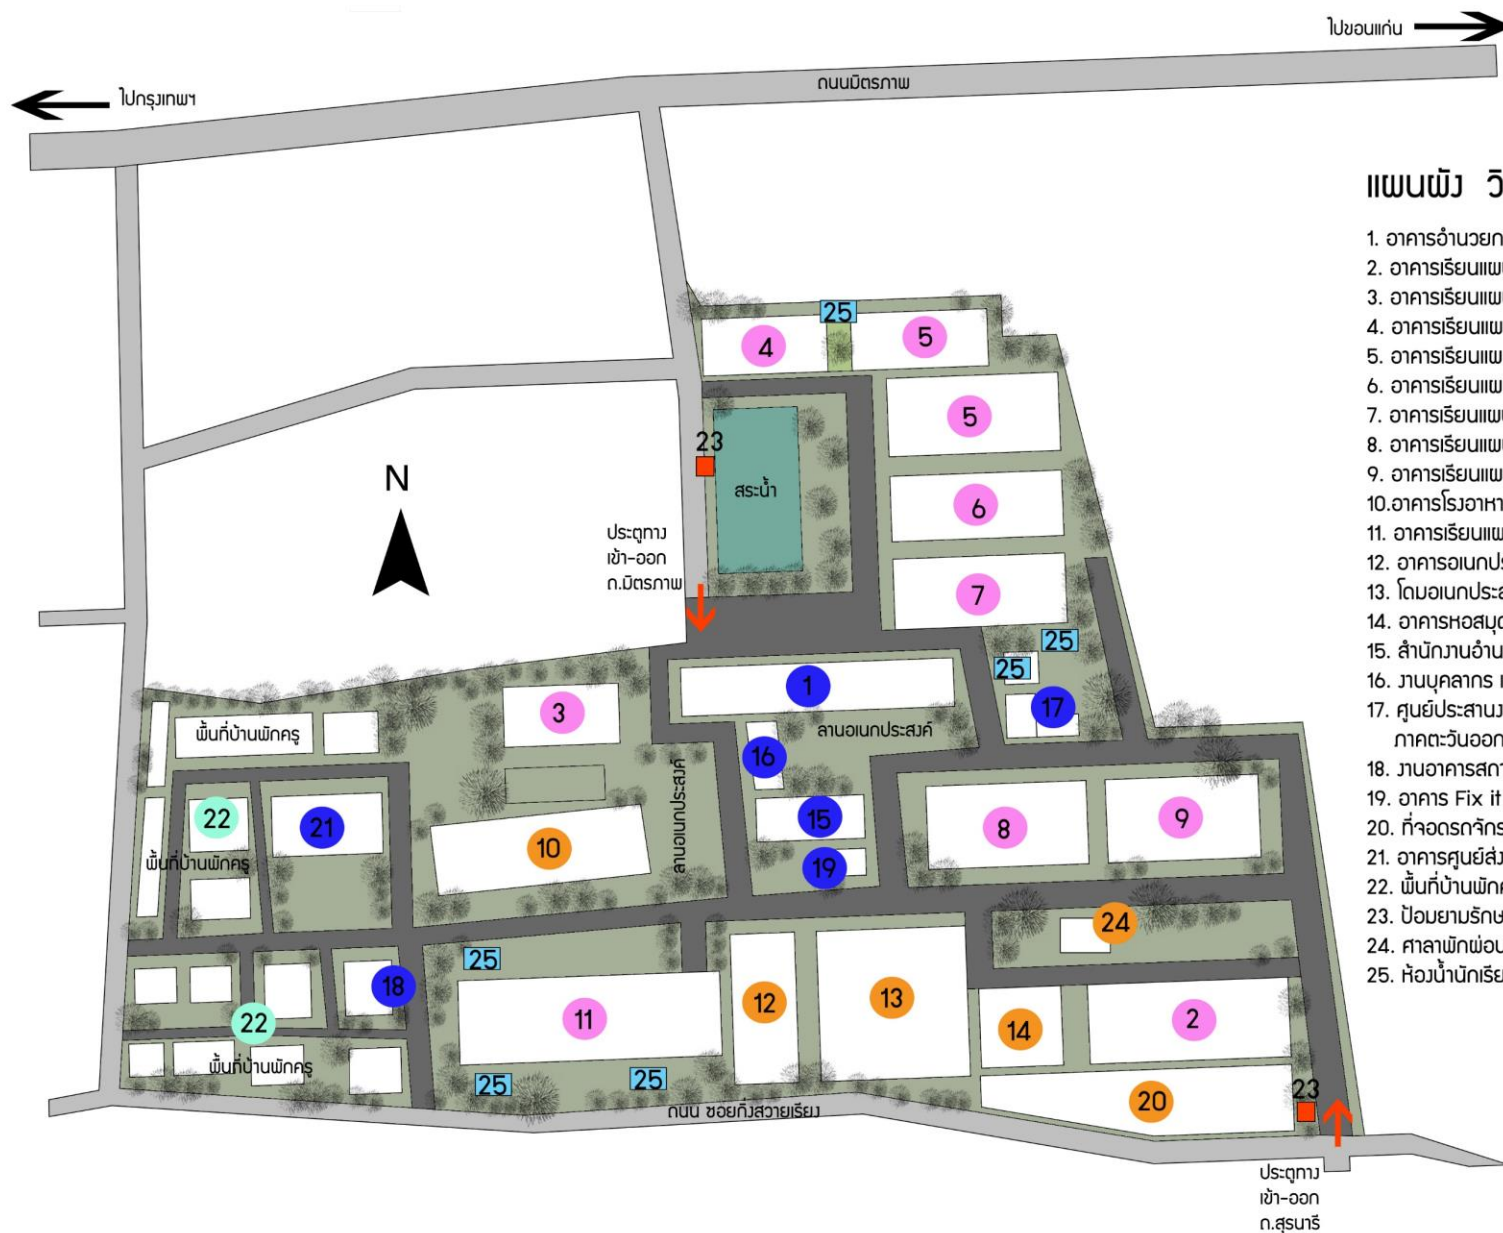 ไปขอนแก่น
ถนนมิตรภาพ
ไปกรุงเทพฯ
แผนผัง วิ
1. อาคารอำนวยก
2. อาคารเรียนแผ
3. อาคารเรียนแผ
4. อาคารเรียนแผ
5. อาคารเรียนแผ
6. อาคารเรียนแผ
7. อาคารเรียนแผ
8. อาคารเรียนแผ
9. อาคารเรียนแผ
10.อาคารโรงอาหา
11. อาคารเรียนแผ
12. อาคารอเนกประ
13. โดมอเนกประส
14. อาคารหอสมุด
15. สำนักงานอำน
16. งานบุคลากร แ
17. ศูนย์ประสานง
ภาคตะวันออก
18. งานอาคารสถา
19. อาคาร Fix it
20. ที่จอดรถจักร
21. อาคารศูนย์ส่ง
22. พื้นที่บ้านพักค
23. ป้อมยามรักษ
24. ศาลาพักผ่อน
25. ห้องน้ำนักเรีย
25
4
5
5
23
N
สระน้ำ
6
ประตูทาง
เข้า-ออก
ถ.มิตรภาพ
7
25
25
1
3
17
ลานอเนกประสงค์
พื้นที่บ้านพักครู
16
ลานอเนกประสงค์
22
21
15
8
9
10
พื้นที่บ้านพักครู
19
24
25
18
12
13
11
14
2
22
พื้นที่บ้านพักครู
25
25
20
23
ถนน ซอยกิ่งสวายเรียง
ประตูทาง
เข้า-ออก
ถ.สุรนารี